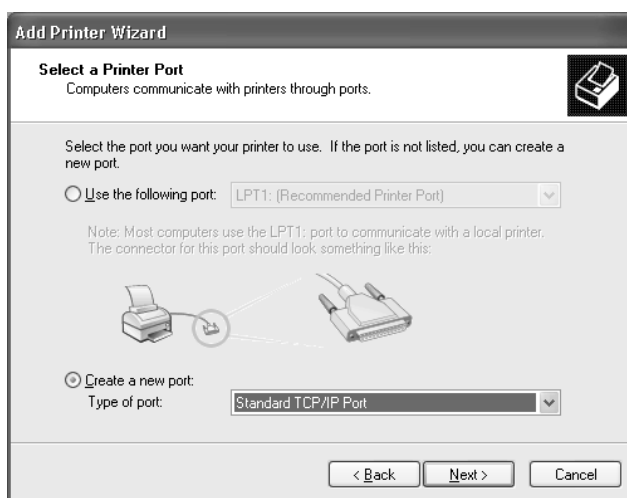 Add Printer Wizard
Select a Printer Port
Computers communicate with printers through ports.
Select the port you want your printer to use. If the port is not listed, you can create a
new port.
Use the following port: LPT1: (Recommended Printer Port)
Note: Most computers use the LPT1: port to communicate with a local printer.
The connector for this port should look something like this:
Create a new port:
Type of port: Standard TCP/IP Port
< Back Next > Cancel